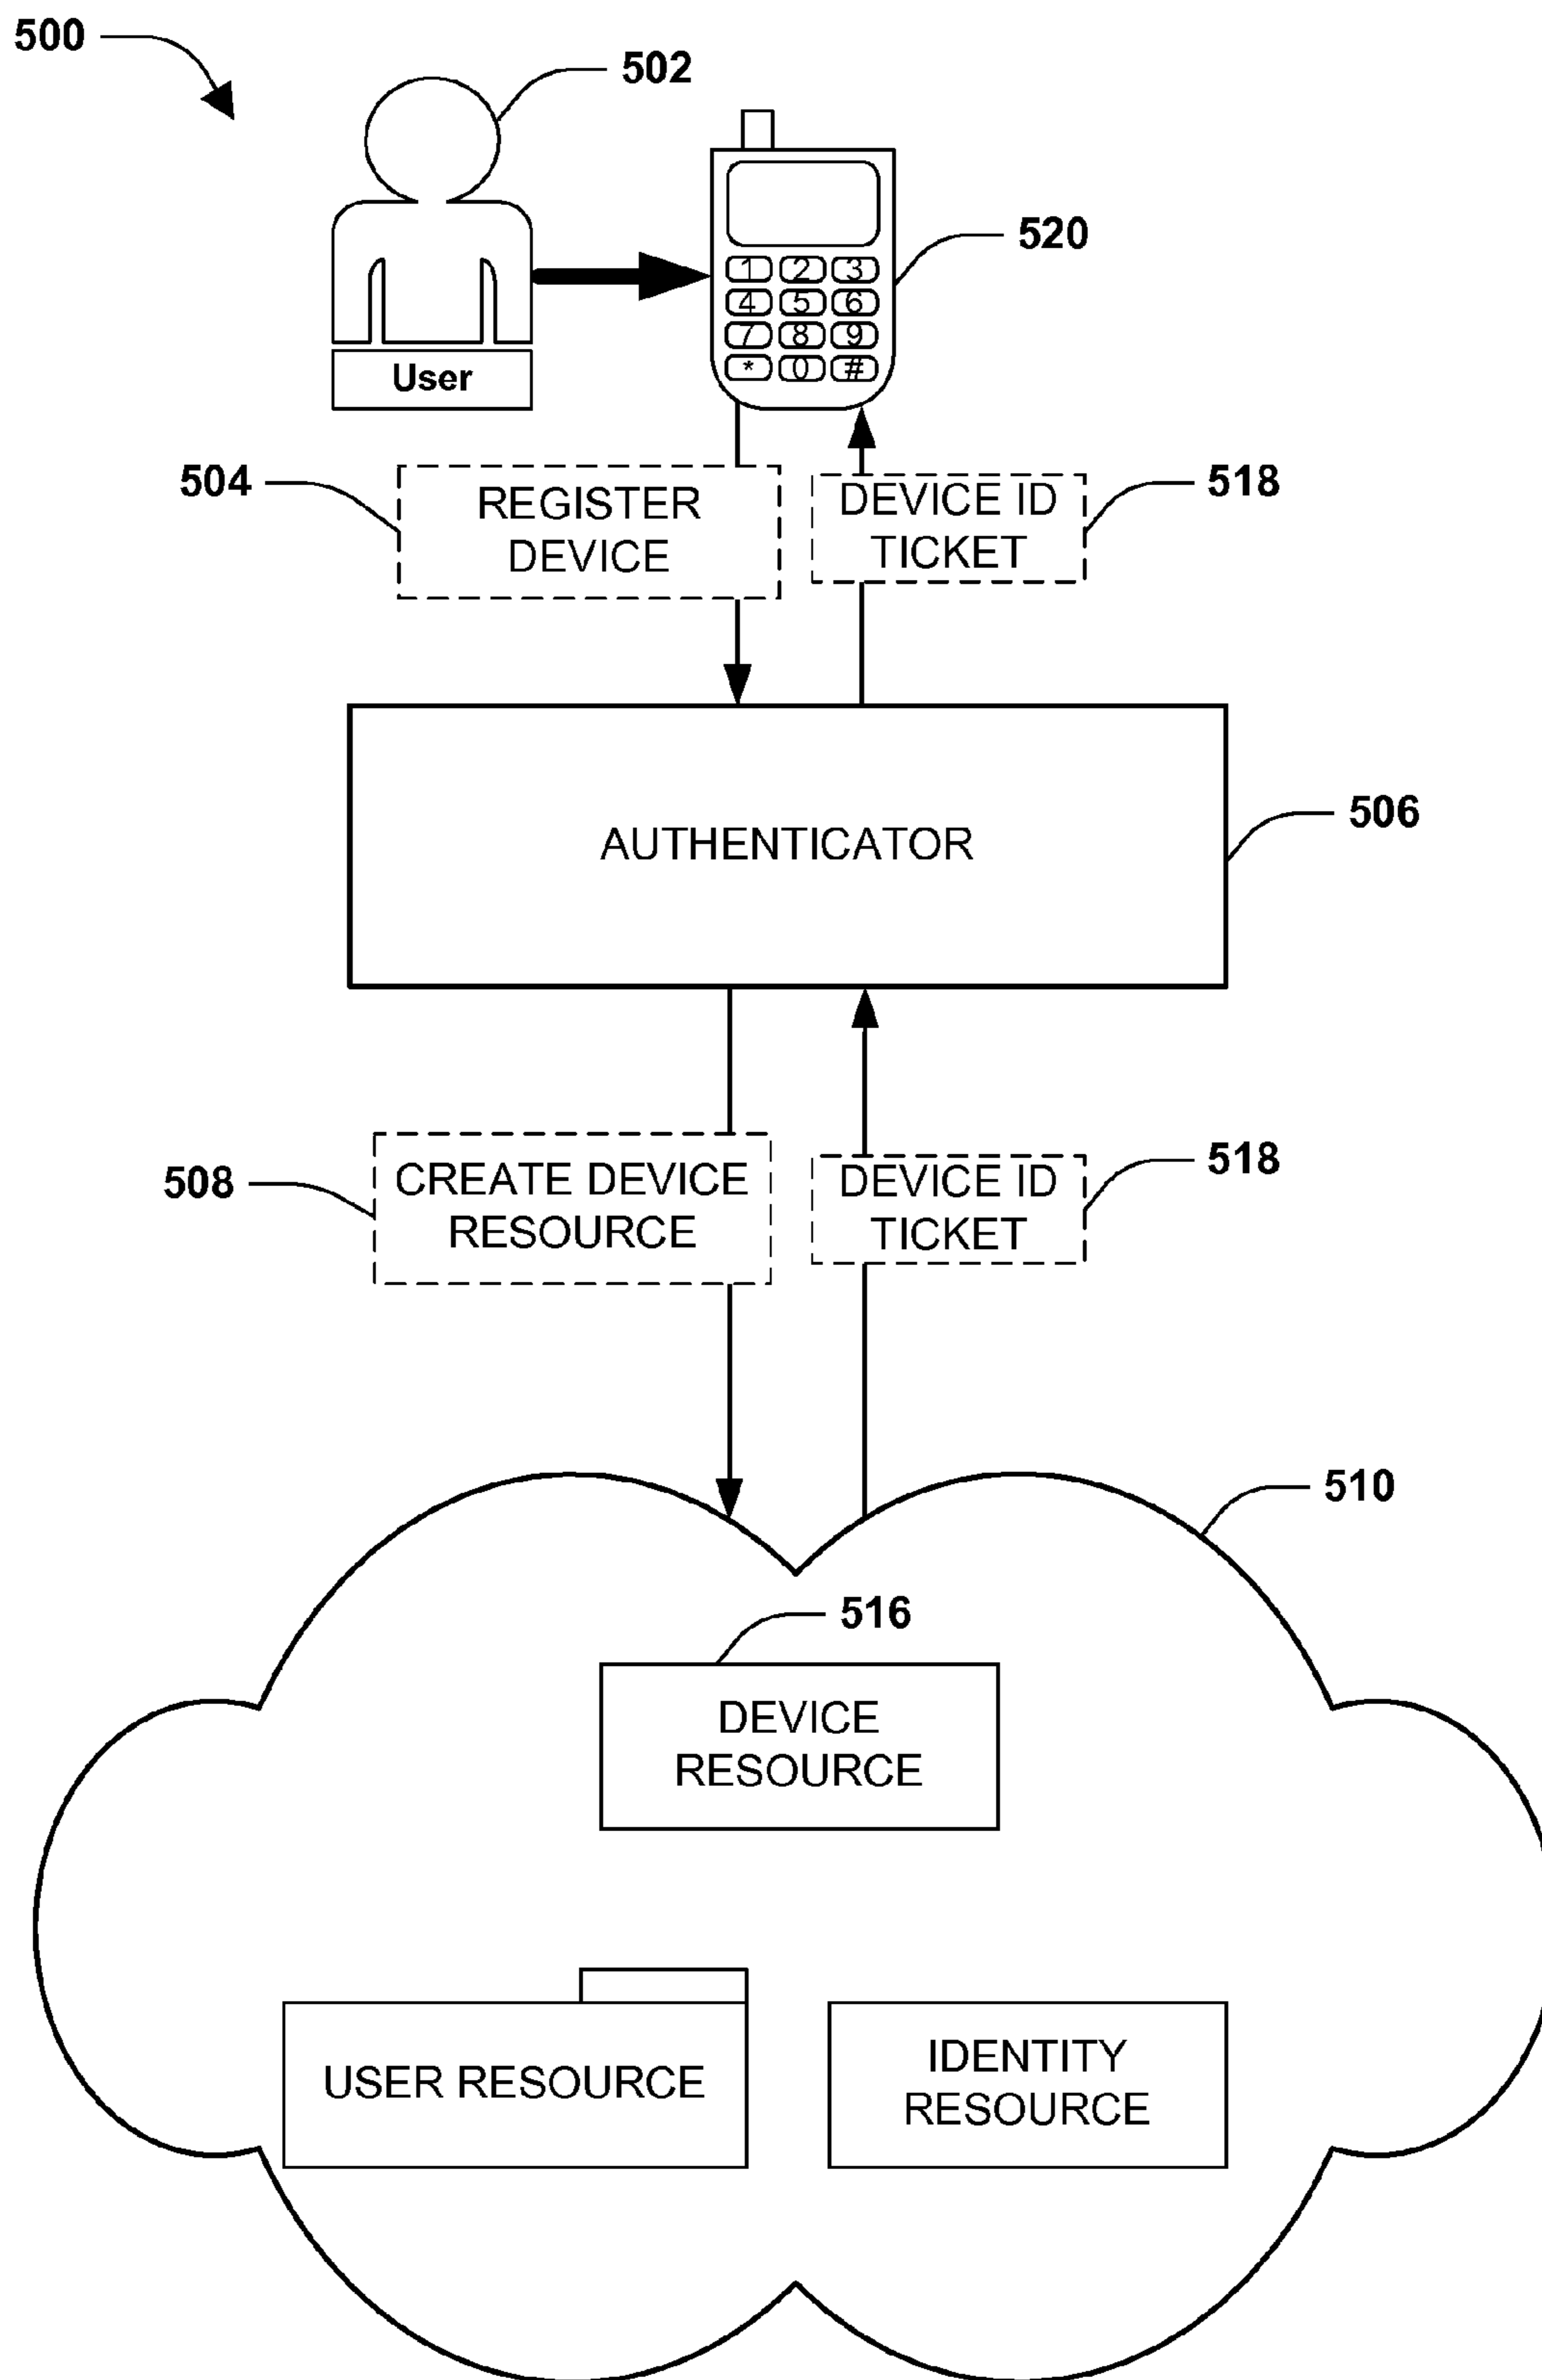 500
502
520
1 2 3
4 5 6
7 8 9
* 0 #
User
504
REGISTER
DEVICE
DEVICE ID
TICKET
518
AUTHENTICATOR
506
508
CREATE DEVICE
RESOURCE
DEVICE ID
TICKET
518
510
516
DEVICE
RESOURCE
USER RESOURCE
IDENTITY
RESOURCE